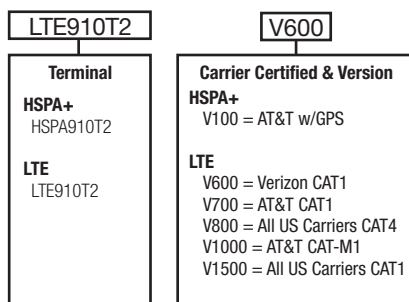 LTE910T2
V600
Terminal
HSPA+
HSPA910T2
LTE
LTE910T2
Carrier Certified & Version
HSPA+
V100 = AT&T w/GPS
LTE
V600 = Verizon CAT1
V700 = AT&T CAT1
V800 = All US Carriers CAT4
V1000 = AT&T CAT-M1
V1500 = All US Carriers CAT1